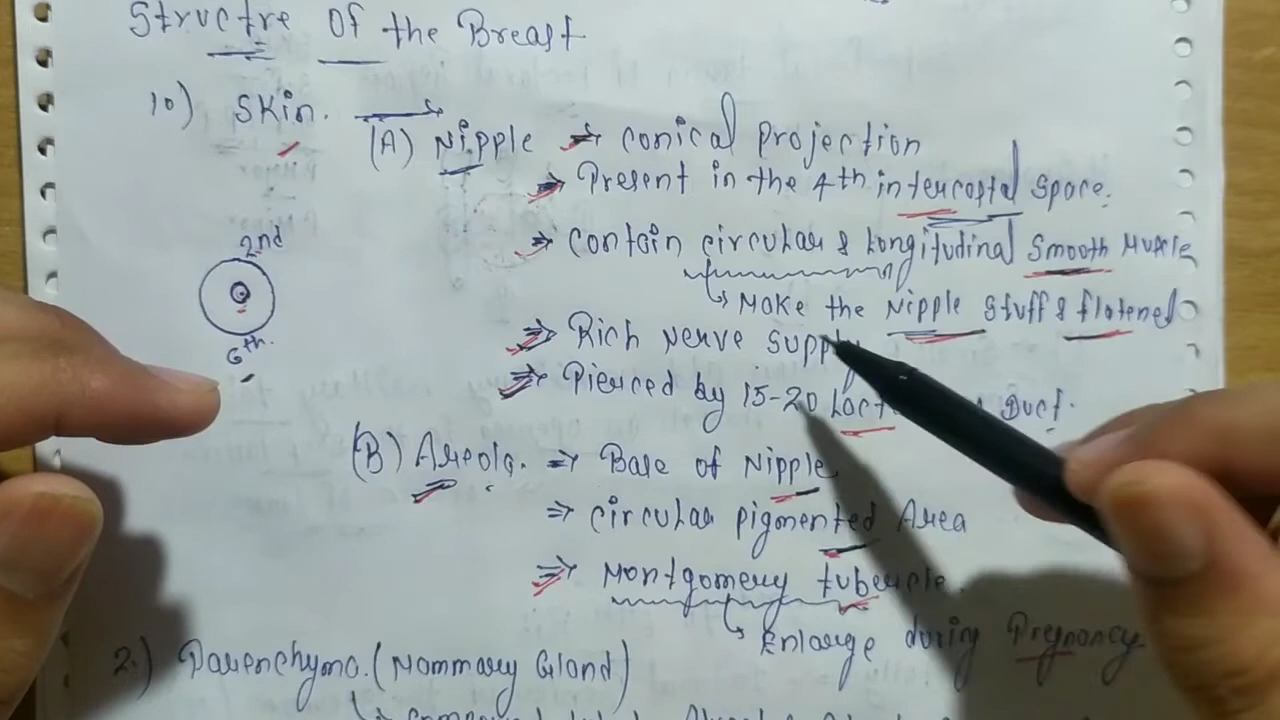 Structre Of the Breast
10) Skin.
(A) Nipple → Conical Projection
→ Present in the 4th intercostal Space.
→ Contain circular & Longitudinal Smooth Muscle
↳ Make the Nipple Stuff & flatened
2nd
6th.
→ Rich Nerve Supply
→ Pierced by 15-20 Duct.
(B) Areola. → Base of Nipple
→ circular pigmented Area
→ Montgomery tubercle.
↳ Enlarge during Pregnancy.
2.) Parenchyma. (Mammary Gland)